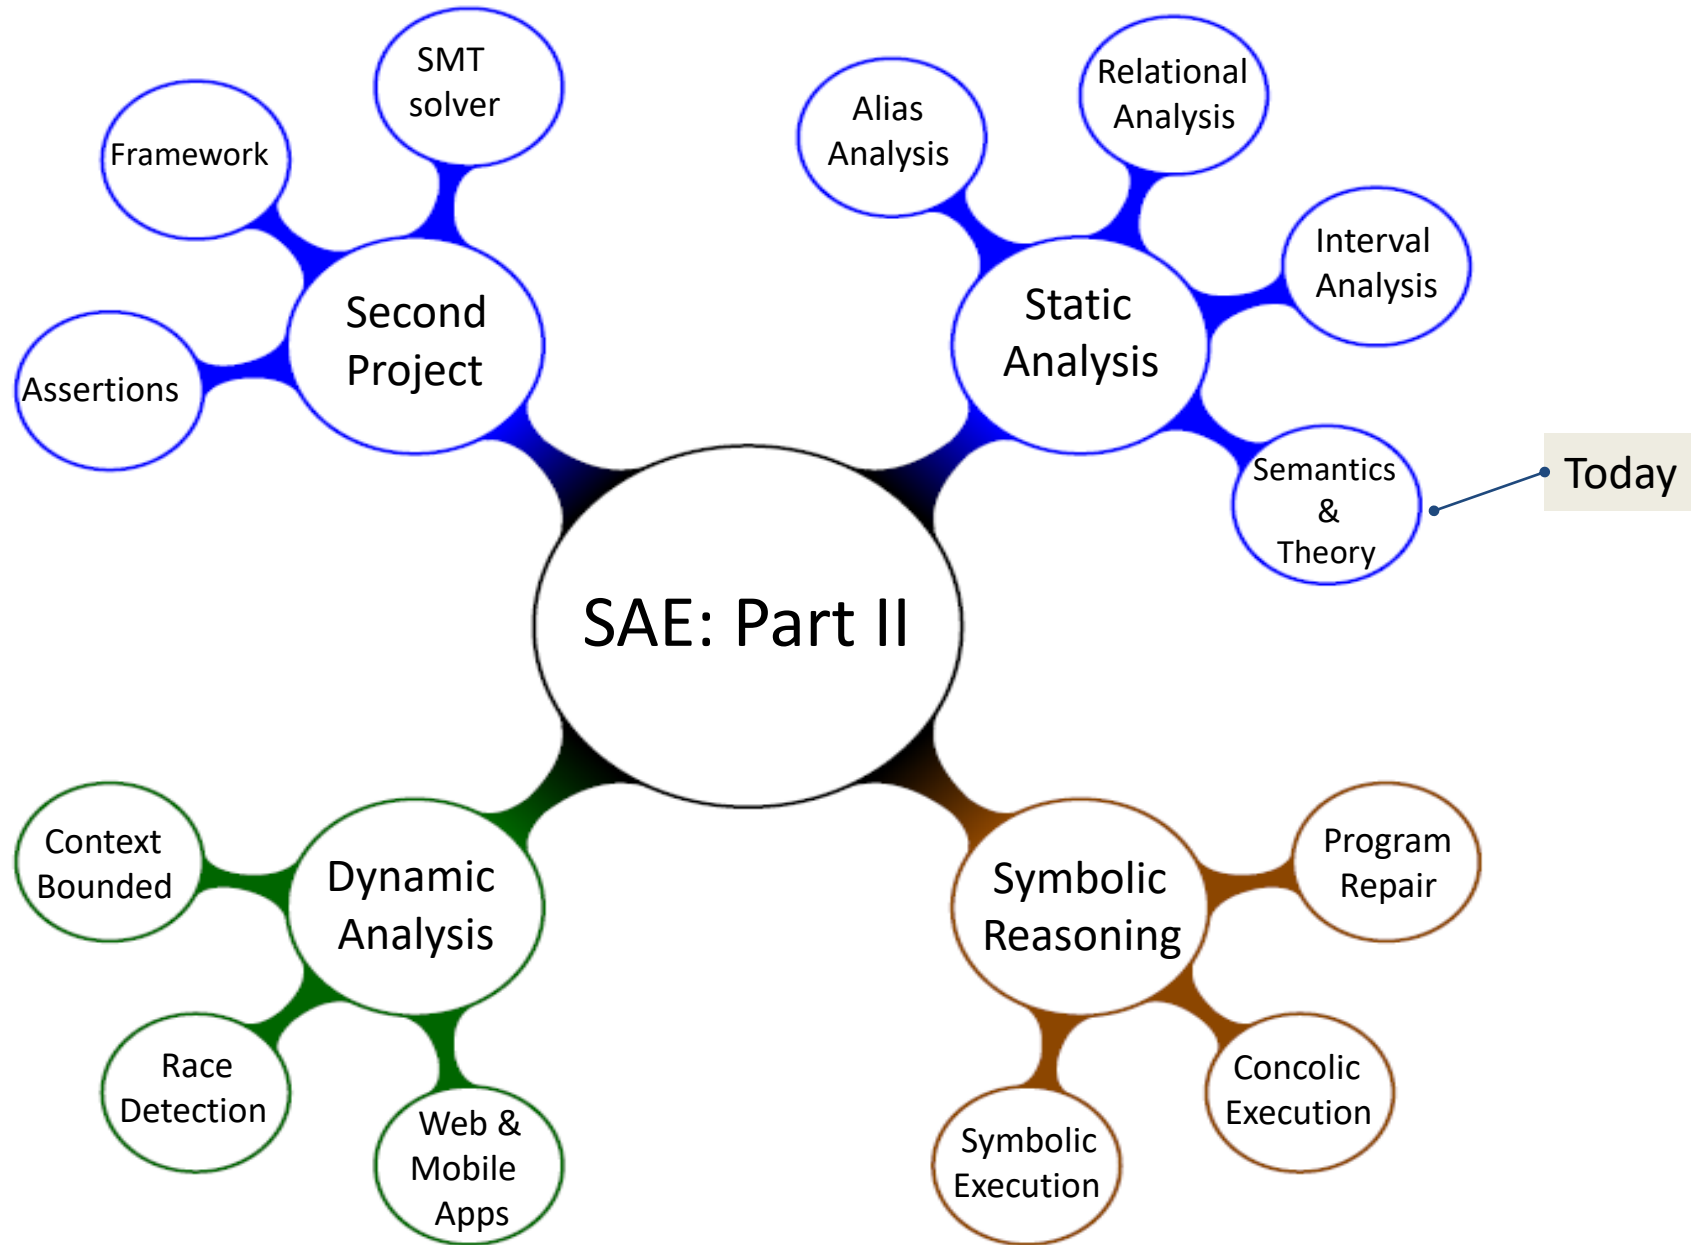 SMT
solver
Framework
Assertions
Second
Project
Alias
Analysis
Relational
Analysis
Interval
Analysis
Static
Analysis
Semantics
&
Theory
Today
SAE: Part II
Context
Bounded
Dynamic
Analysis
Race
Detection
Web &
Mobile
Apps
Symbolic
Reasoning
Program
Repair
Concolic
Execution
Symbolic
Execution